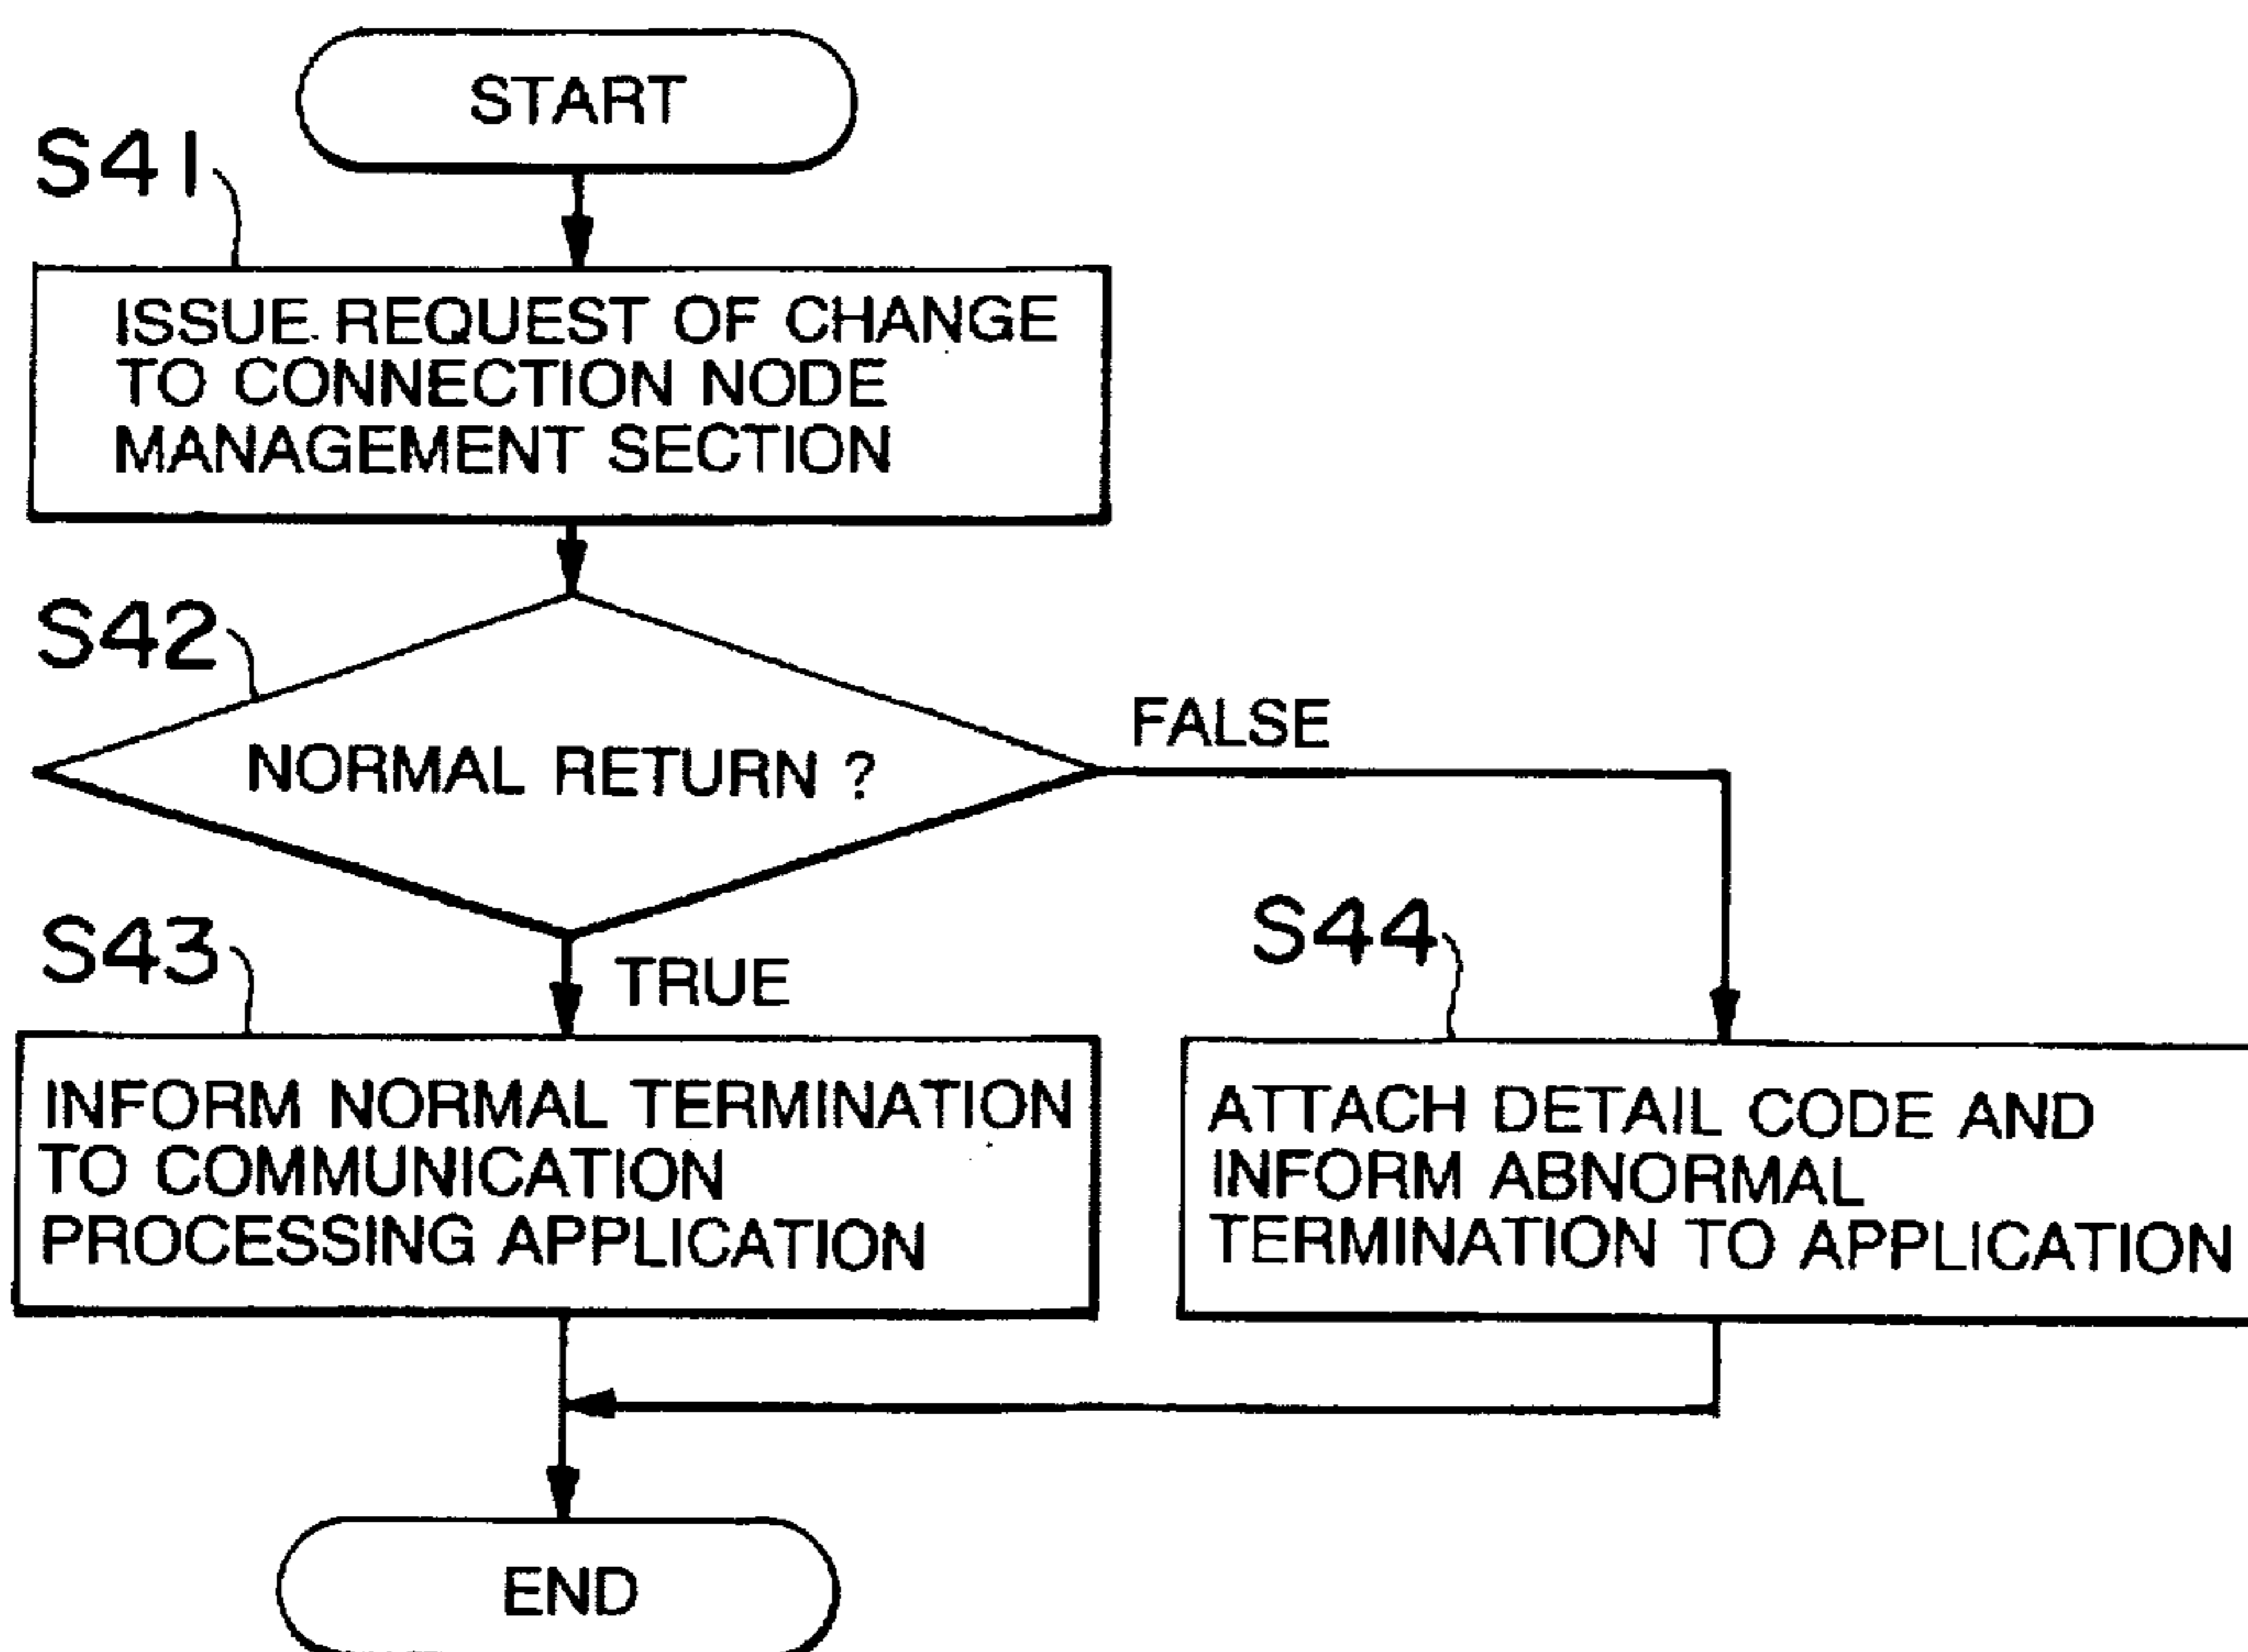 START
S41
ISSUE REQUEST OF CHANGE
TO CONNECTION NODE
MANAGEMENT SECTION
S42
NORMAL RETURN ?
FALSE
TRUE
S43
INFORM NORMAL TERMINATION
TO COMMUNICATION
PROCESSING APPLICATION
S44
ATTACH DETAIL CODE AND
INFORM ABNORMAL
TERMINATION TO APPLICATION
END